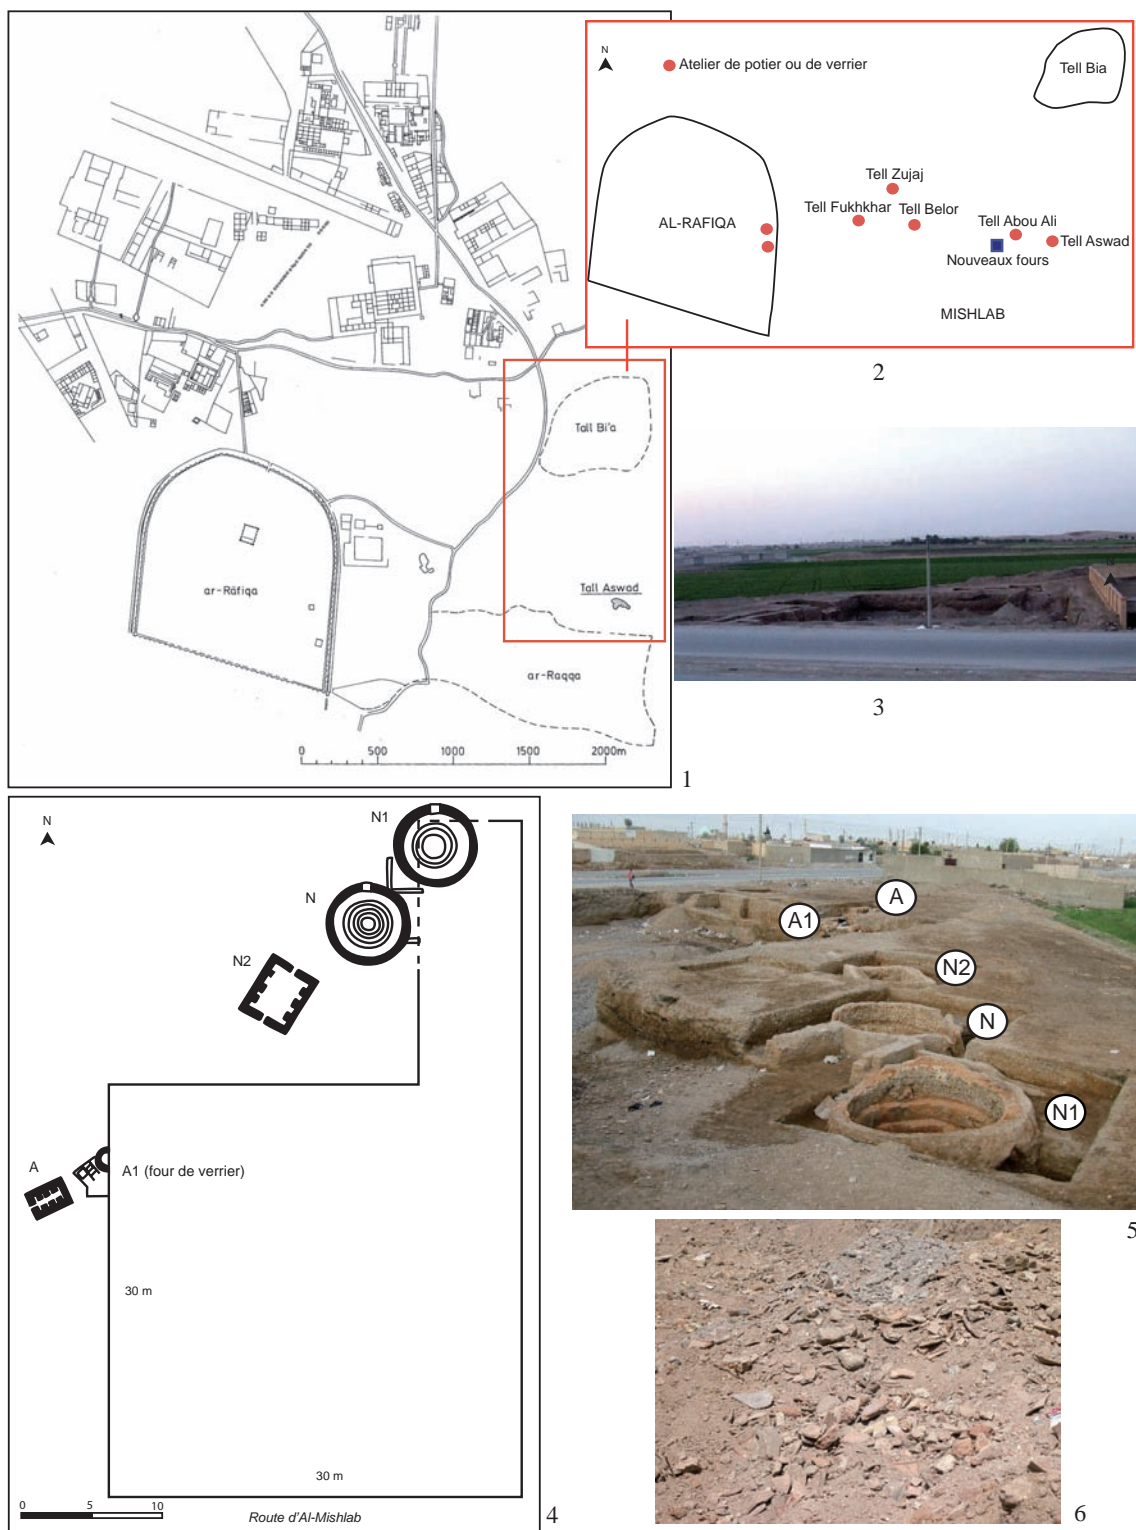 Tall Bi'a
ar-Rāfiqa
Tall Aswad
ar-Raqqa
0 500 1000 1500 2000m
1
N
Atelier de potier ou de verrier
Tell Bia
Tell Zujaj
Tell Fukhkhar
Tell Belor
AL-RAFIQA
Tell Abou Ali
Tell Aswad
Nouveaux fours
MISHLAB
2
3
N
N1
N
N2
A
A1 (four de verrier)
30 m
30 m
0 5 10
Route d'Al-Mishlab
4
A
A1
N2
N
N1
5
6